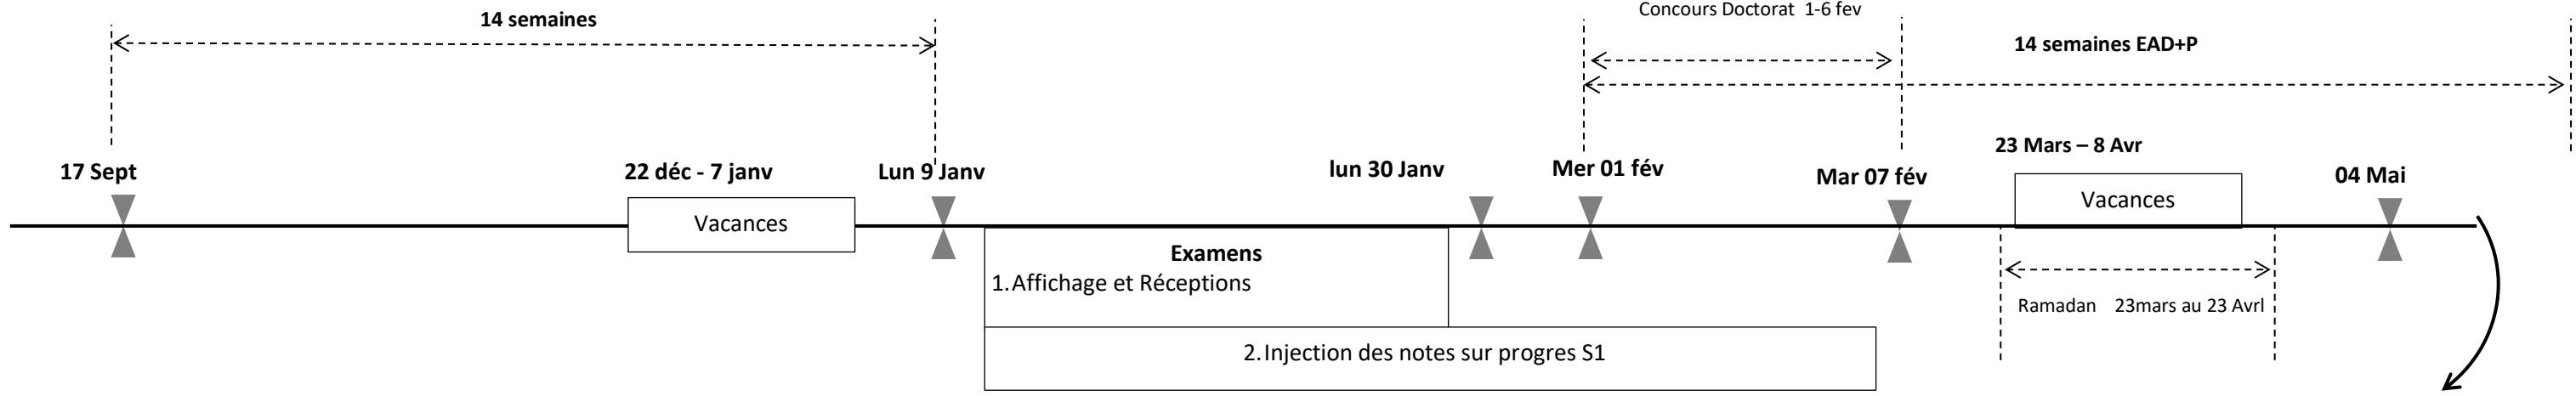 14 semaines
Concours Doctorat 1-6 fev
14 semaines EAD+P
17 Sept
22 déc - 7 janv
Lun 9 Janv
lun 30 Janv
Mer 01 fév
Mar 07 fév
23 Mars – 8 Avr
04 Mai
Vacances
Vacances
Examens
1.Affichage et Réceptions
Ramadan 23mars au 23 Avrl
2.Injection des notes sur progres S1